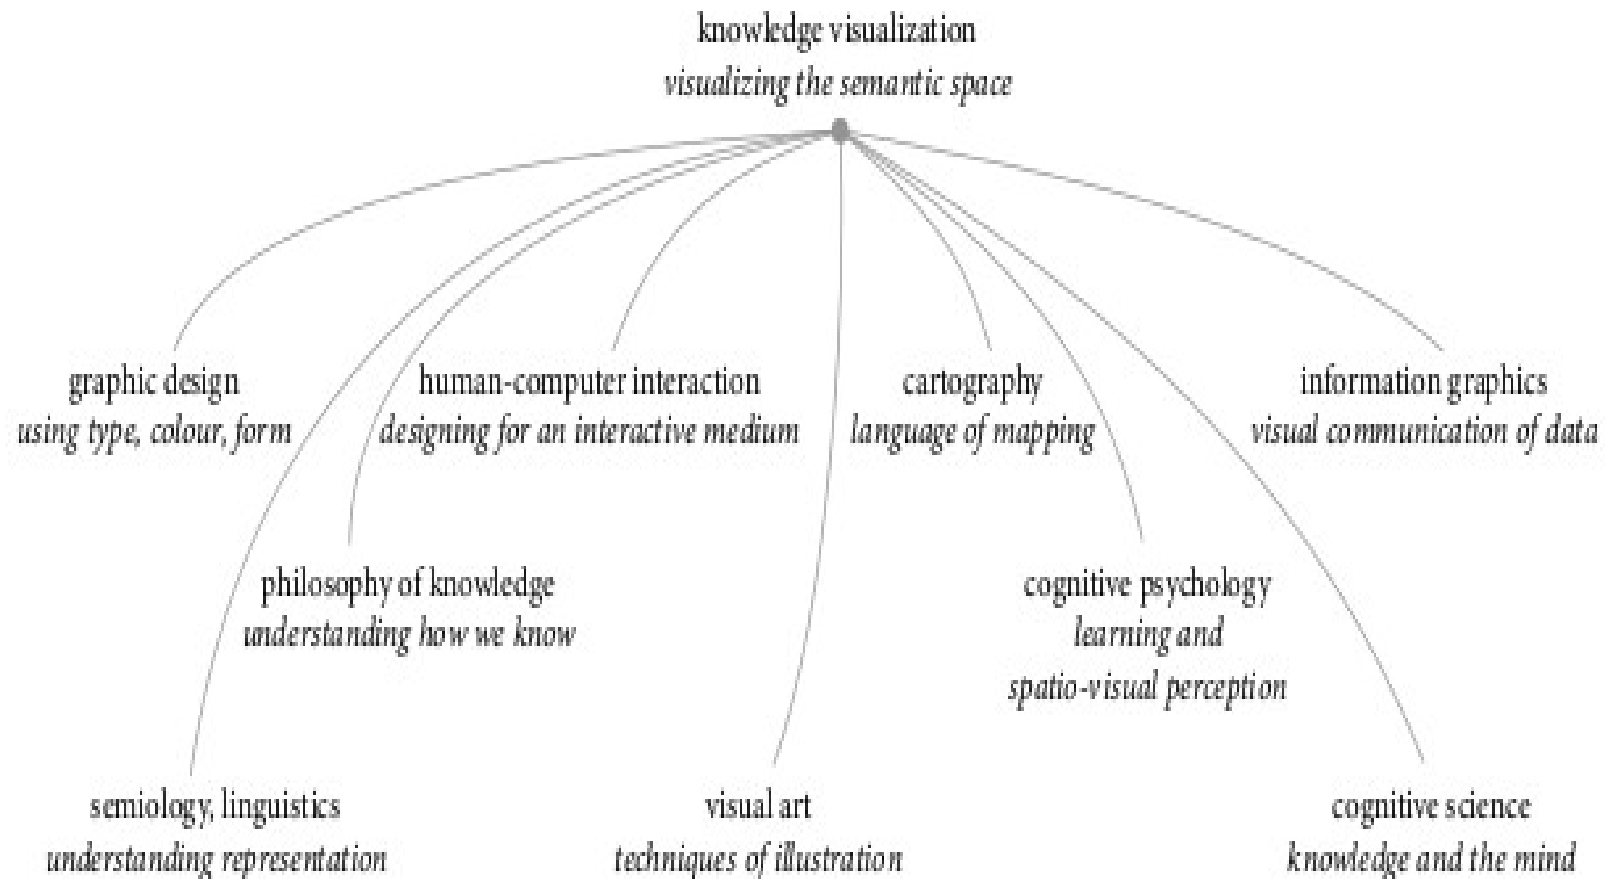 knowledge visualization
visualizing the semantic space
graphic design
using type, colour, form
human-computer interaction
designing for an interactive medium
cartography
language of mapping
information graphics
visual communication of data
philosophy of knowledge
understanding how we know
cognitive psychology
learning and
spatio-visual perception
semiology, linguistics
understanding representation
visual art
techniques of illustration
cognitive science
knowledge and the mind